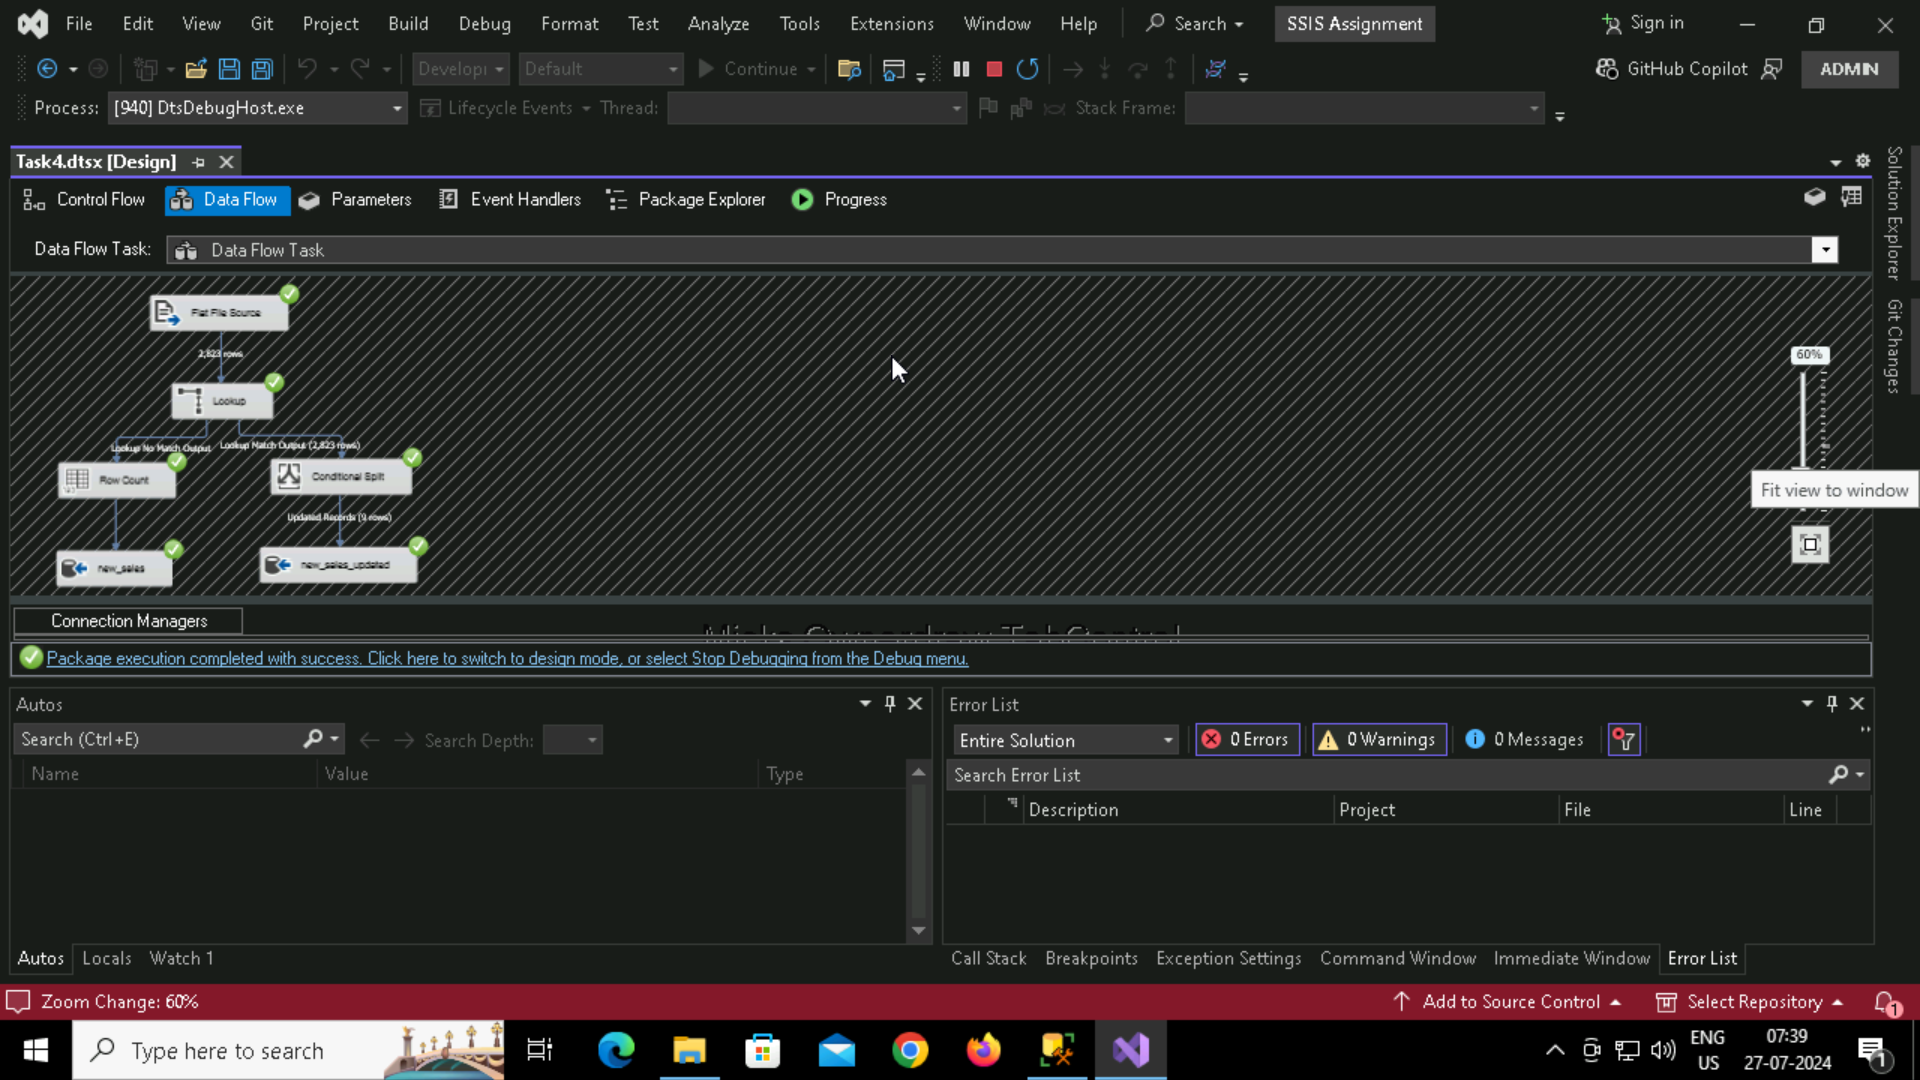 File Edit View Git Project Build Debug Format Test Analyze Tools Extensions Window Help Search SSIS Assignment Sign in
Developi Default Continue GitHub Copilot ADMIN
Process: [940] DtsDebugHost.exe Lifecycle Events Thread: Stack Frame:
Task4.dtsx [Design]
Control Flow Data Flow Parameters Event Handlers Package Explorer Progress
Data Flow Task: Data Flow Task
Flat File Source
2,823 rows
60%
Lookup
Lookup No Match Output Lookup Match Output (2,823 rows)
Row Count Conditional Split
Fit view to window
Updated Records (9 rows)
new_sales new_sales_updated
Connection Managers
Package execution completed with success. Click here to switch to design mode, or select Stop Debugging from the Debug menu.
Autos
Search (Ctrl+E) Search Depth:
Name Value Type
Autos Locals Watch 1
Error List
Entire Solution 0 Errors 0 Warnings 0 Messages
Search Error List
Description Project File Line
Call Stack Breakpoints Exception Settings Command Window Immediate Window Error List
Zoom Change: 60% Add to Source Control Select Repository 1
Solution Explorer
Git Changes
Type here to search
ENG
US
07:39
27-07-2024
1